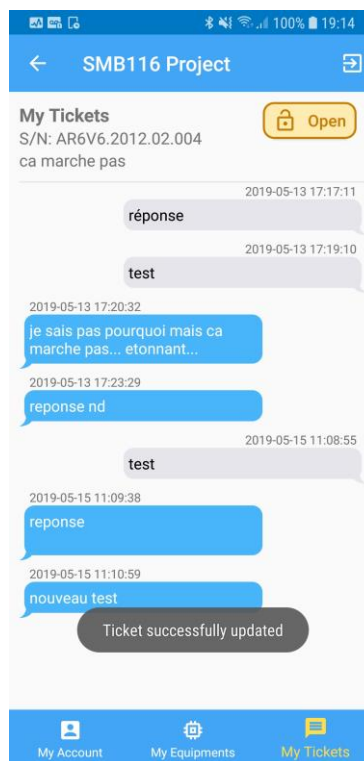 100% 19:14
SMB116 Project
My Tickets
Open
S/N: AR6V6.2012.02.004
ca marche pas
2019-05-13 17:17:11
réponse
2019-05-13 17:19:10
test
2019-05-13 17:20:32
je sais pas pourquoi mais ca
marche pas... etonnant...
2019-05-13 17:23:29
reponse nd
2019-05-15 11:08:55
test
2019-05-15 11:09:38
reponse
2019-05-15 11:10:59
nouveau test
Ticket successfully updated
My Account My Equipments My Tickets